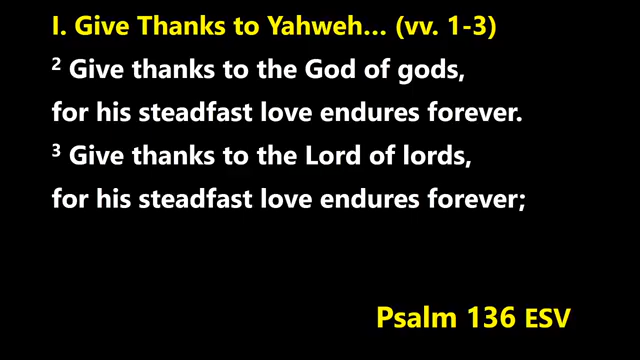 I. Give Thanks to Yahweh... (vv. 1-3)
² Give thanks to the God of gods,
for his steadfast love endures forever.
³ Give thanks to the Lord of lords,
for his steadfast love endures forever;
Psalm 136 ESV